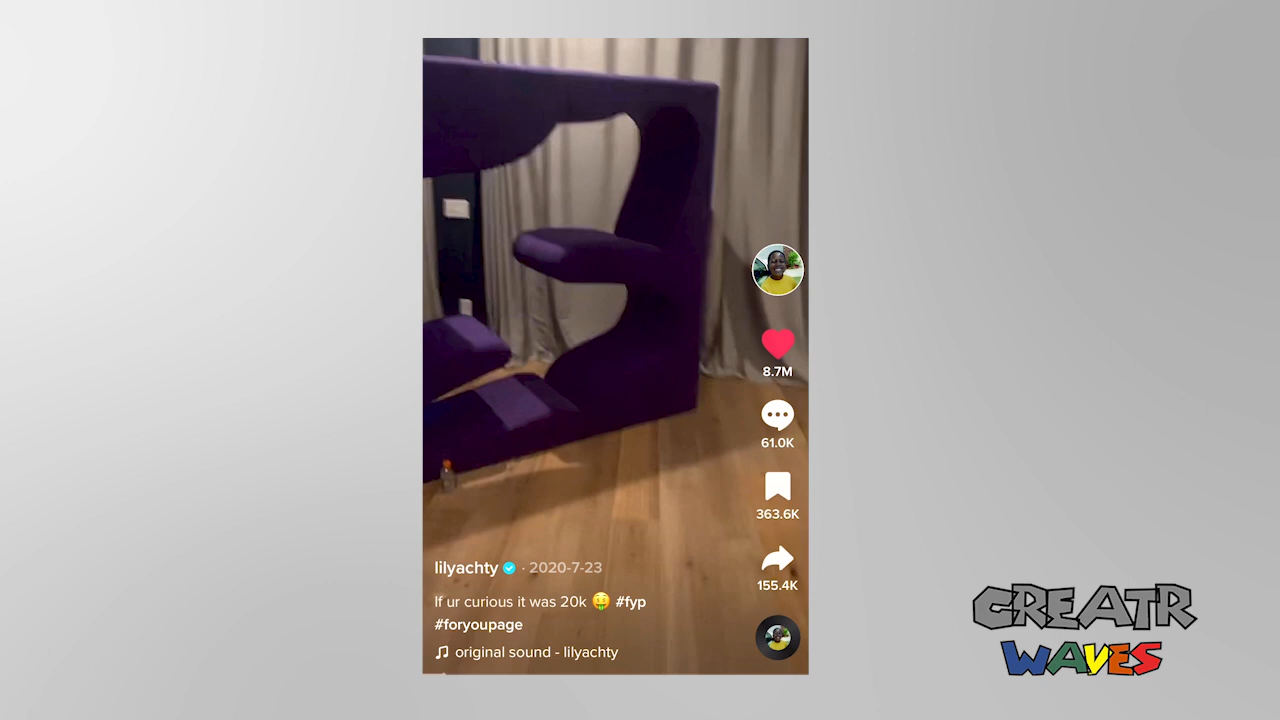 8.7M
61.0K
363.6K
155.4K
lilyachty · 2020-7-23
If ur curious it was 20k 🤑 #fyp
#foryoupage
original sound - lilyachty
CREATR
WAVES